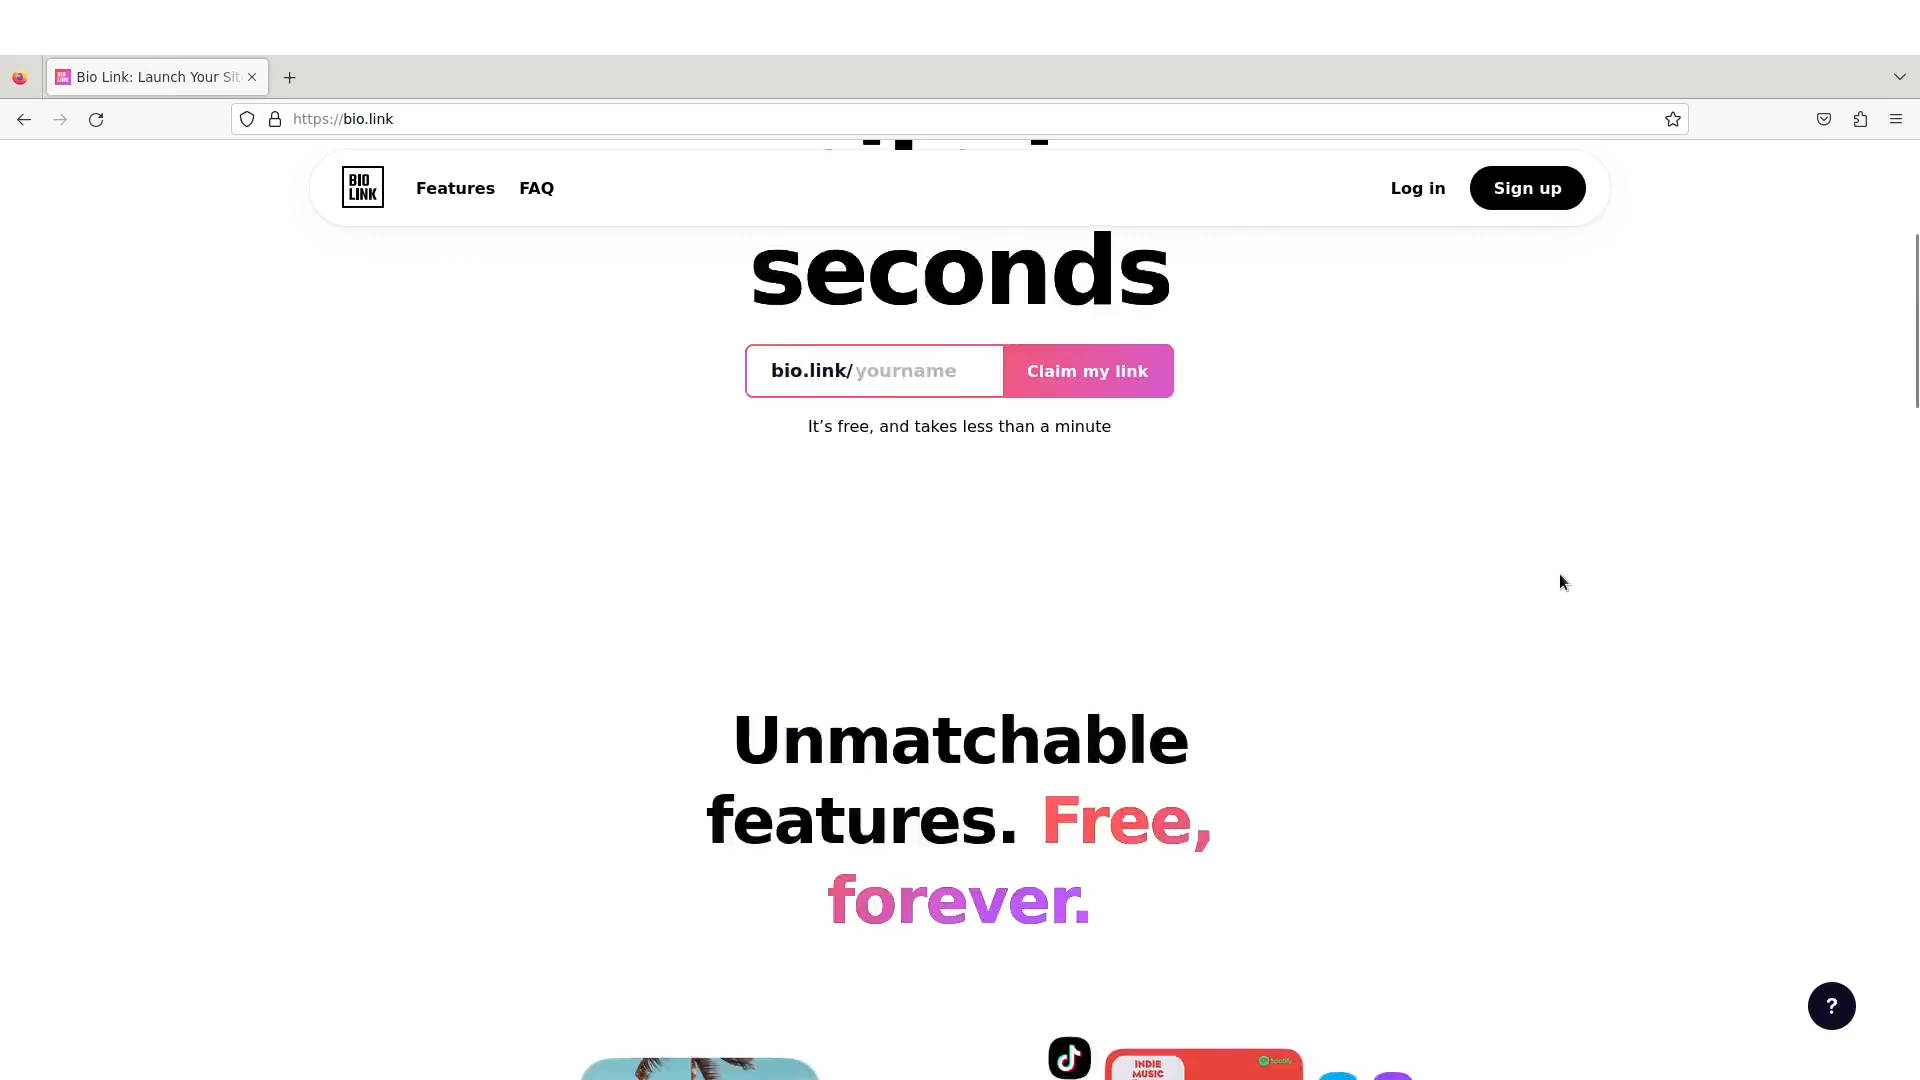 Bio Link: Launch Your Sit
https://bio.link
BIO
LINK
Features
FAQ
Log in
Sign up
seconds
bio.link/yourname
Claim my link
It’s free, and takes less than a minute
Unmatchable
features. Free,
forever.
?
INDIE
MUSIC
Spotify